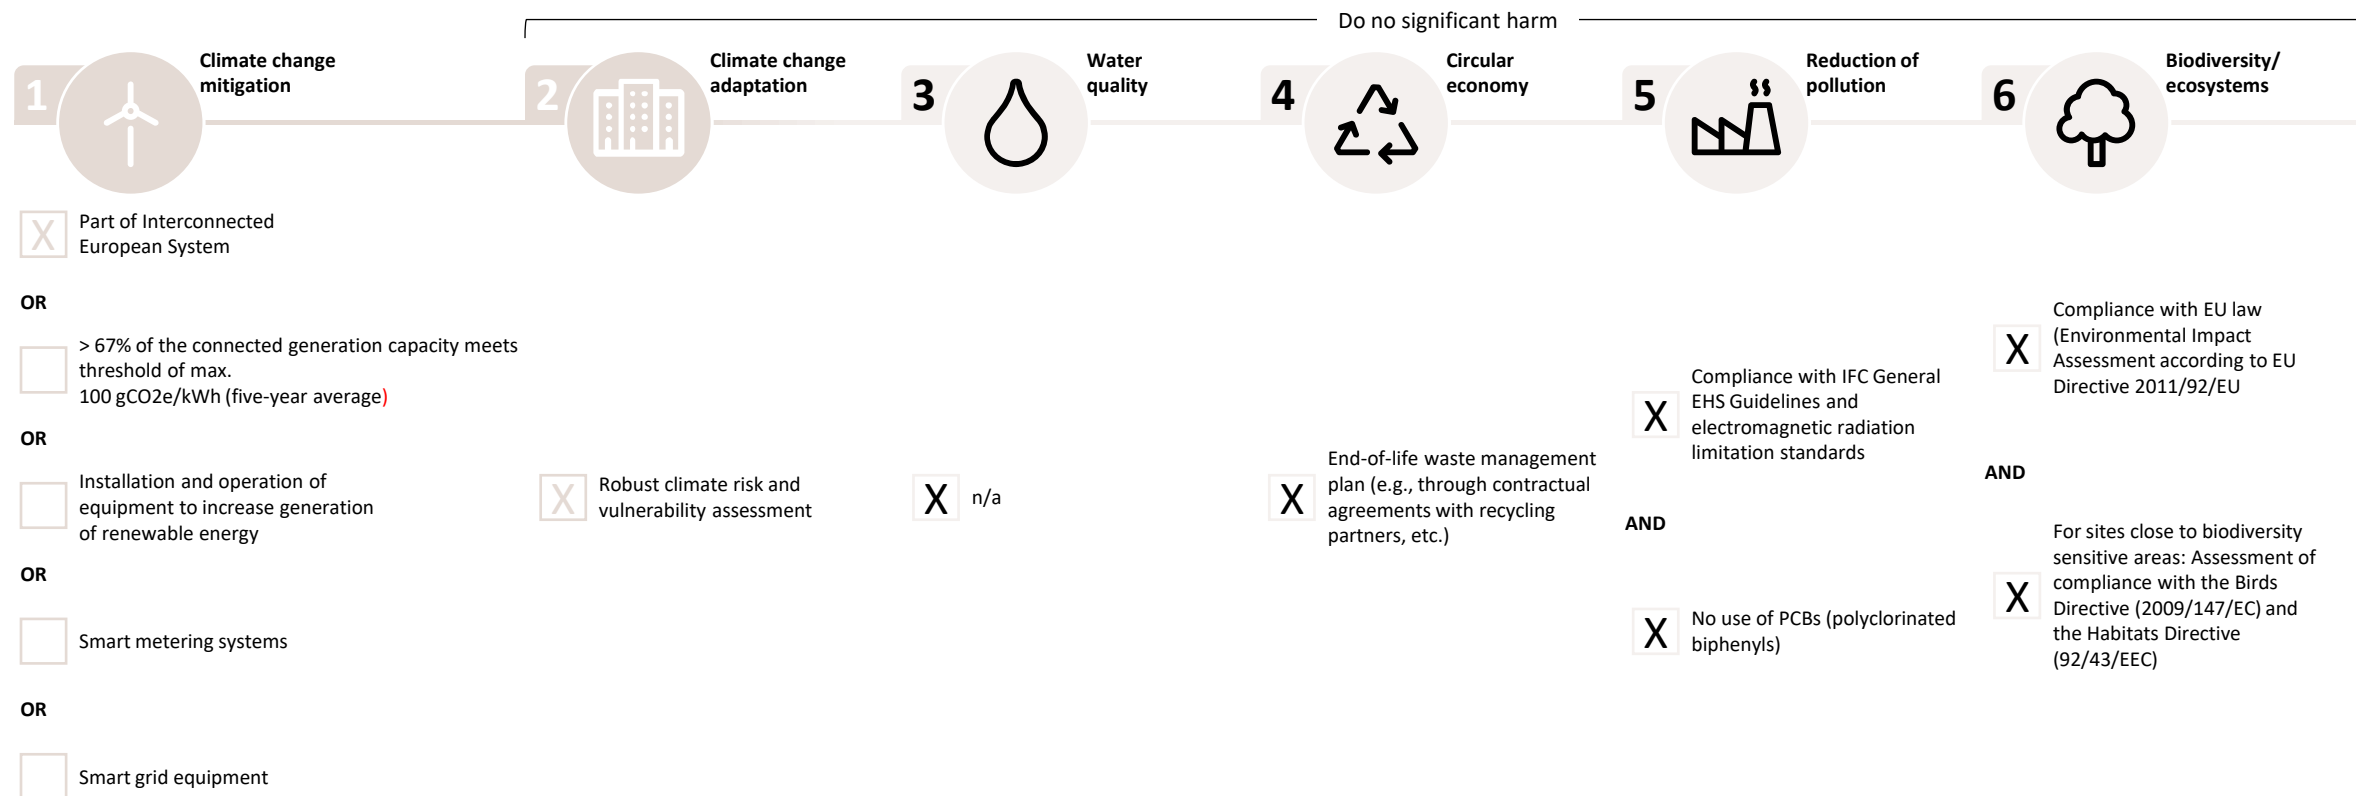 Do no significant harm
1
Climate change
mitigation
X
Part of Interconnected
European System
OR
> 67% of the connected generation capacity meets
threshold of max.
100 gCO2e/kWh (five-year average)
OR
Installation and operation of
equipment to increase generation
of renewable energy
OR
Smart metering systems
OR
Smart grid equipment
2
Climate change
adaptation
X
Robust climate risk and
vulnerability assessment
3
Water
quality
X
n/a
4
Circular
economy
X
End-of-life waste management
plan (e.g., through contractual
agreements with recycling
partners, etc.)
5
Reduction of
pollution
X
Compliance with IFC General
EHS Guidelines and
electromagnetic radiation
limitation standards
AND
X
No use of PCBs (polyclorinated
biphenyls)
6
Biodiversity/
ecosystems
X
Compliance with EU law
(Environmental Impact
Assessment according to EU
Directive 2011/92/EU
AND
X
For sites close to biodiversity
sensitive areas: Assessment of
compliance with the Birds
Directive (2009/147/EC) and
the Habitats Directive
(92/43/EEC)